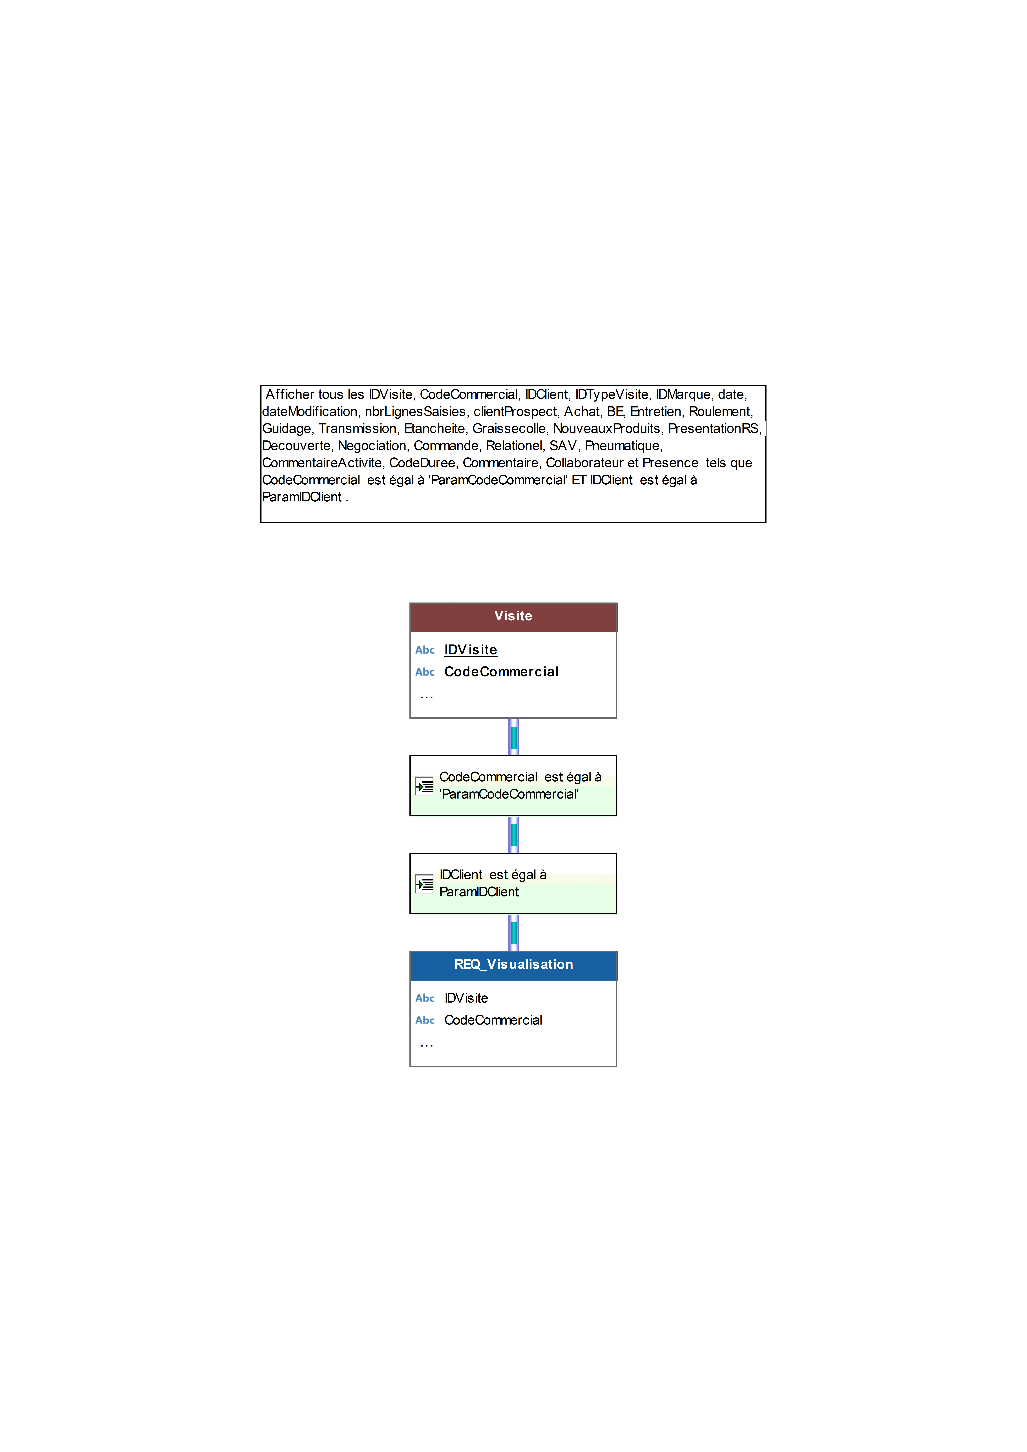 Afficher tous les IDVisite, CodeCommercial, IDClient, IDTypeVisite, IDMarque, date,
dateModification, nbrLignesSaisies, clientProspect, Achat, BE, Entretien, Roulement,
Guidage, Transmission, Etancheite, Graissecolle, NouveauxProduits, PresentationRS,
Decouverte, Negociation, Commande, Relationel, SAV, Pneumatique,
CommentaireActivite, CodeDuree, Commentaire, Collaborateur et Presence  tels que
CodeCommercial  est égal à 'ParamCodeCommercial' ET IDClient  est égal à
ParamIDClient .
Visite
Abc IDVisite
Abc CodeCommercial
...
CodeCommercial  est égal à
'ParamCodeCommercial'
IDClient  est égal à
ParamIDClient
REQ_Visualisation
Abc IDVisite
Abc CodeCommercial
...